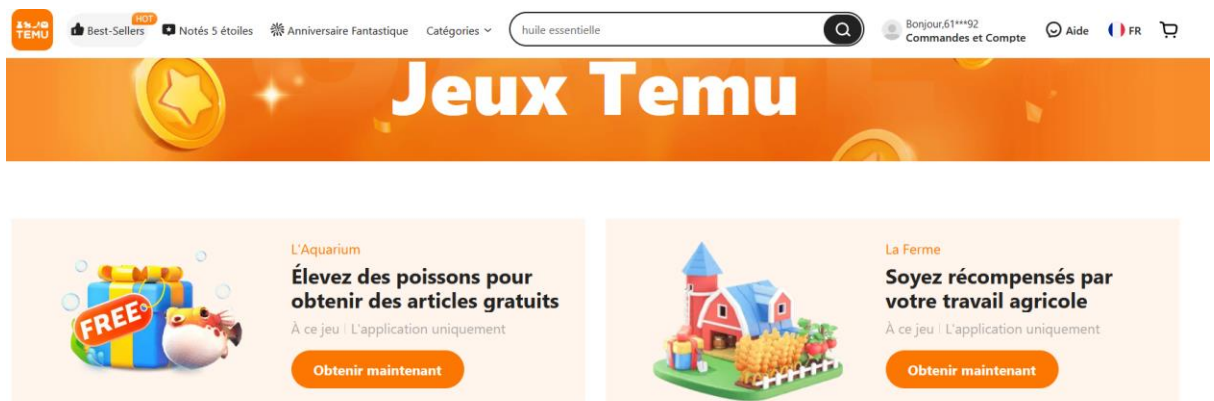 TEMU
Best-Sellers
HOT
Notés 5 étoiles
Anniversaire Fantastique
Catégories
huile essentielle
Bonjour,61***92
Commandes et Compte
Aide
FR
Jeux Temu
L'Aquarium
Élevez des poissons pour
obtenir des articles gratuits
À ce jeu | L'application uniquement
Obtenir maintenant
FREE
La Ferme
Soyez récompensés par
votre travail agricole
À ce jeu | L'application uniquement
Obtenir maintenant